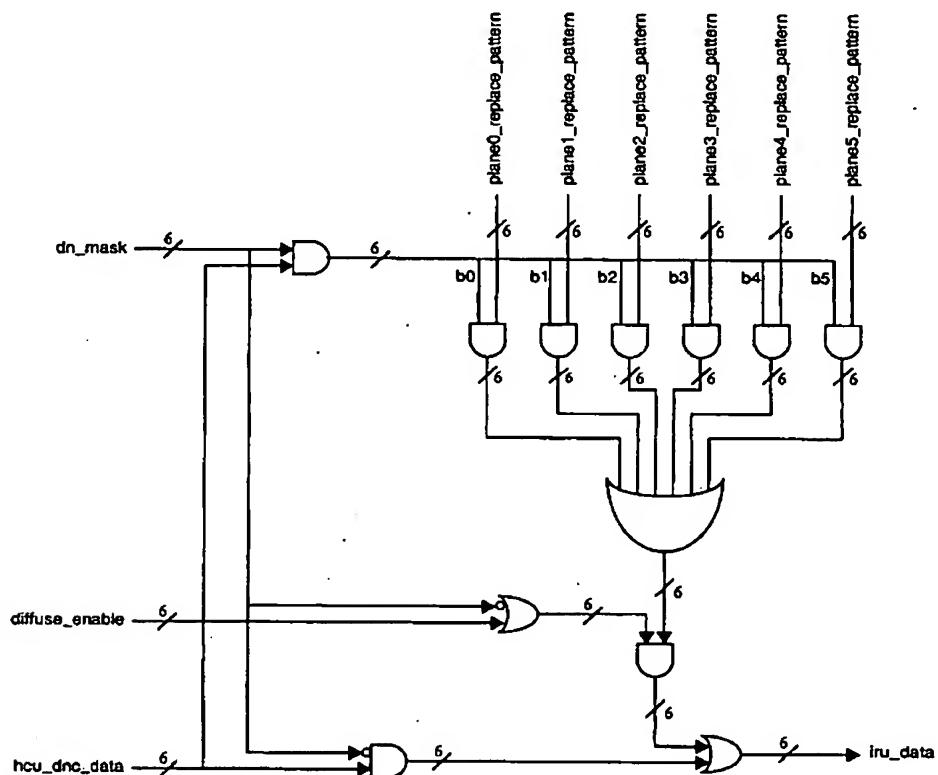 plane0_replace_pattern
plane1_replace_pattern
plane2_replace_pattern
plane3_replace_pattern
plane4_replace_pattern
plane5_replace_pattern
6 6 6 6 6 6
dn_mask 6 6
b0 b1 b2 b3 b4 b5
6 6 6 6 6 6
6
diffuse_enable 6 6
6
hcu_dnc_data 6 6 6 iru_data